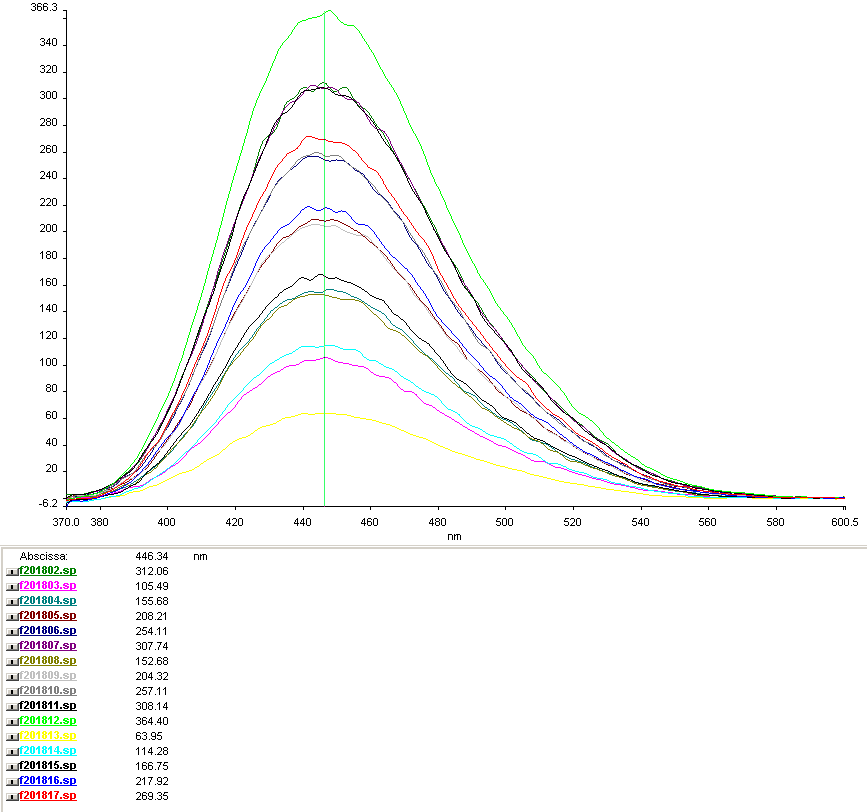 366.3
340
320
300
280
260
240
220
200
180
160
140
120
100
80
60
40
20
-6.2
370.0 380 400 420 440 460 480 500 520 540 560 580 600.5
nm
Abscissa: 446.34 nm
f201802.sp 312.06
f201803.sp 105.49
f201804.sp 155.68
f201805.sp 208.21
f201806.sp 254.11
f201807.sp 307.74
f201808.sp 152.68
f201809.sp 204.32
f201810.sp 257.11
f201811.sp 308.14
f201812.sp 364.40
f201813.sp 63.95
f201814.sp 114.28
f201815.sp 166.75
f201816.sp 217.92
f201817.sp 269.35